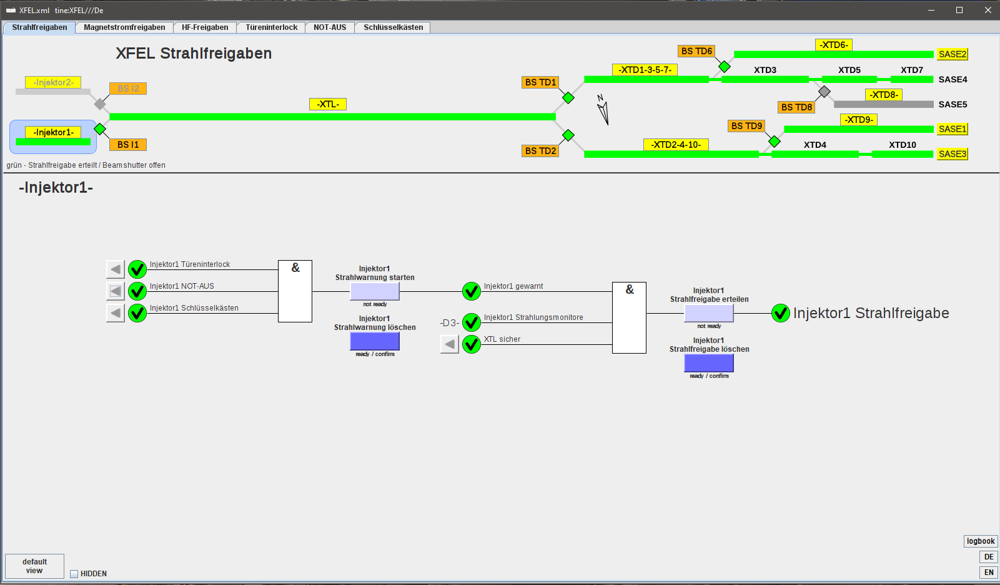 XFEL.xml tine:XFEL///De
Strahlfreigaben Magnetstromfreigaben HF-Freigaben Türeninterlock NOT-AUS Schlüsselkästen
XFEL Strahlfreigaben
-Injektor2-
BS I2
-Injektor1-
BS I1
-XTL-
BS TD1
BS TD2
N
-XTD1-3-5-7-
BS TD6
-XTD6-
SASE2
XTD3
XTD5
XTD7
SASE4
BS TD8
-XTD8-
SASE5
-XTD2-4-10-
BS TD9
-XTD9-
SASE1
XTD4
XTD10
SASE3
grün - Strahlfreigabe erteilt / Beamshutter offen
-Injektor1-
Injektor1 Türeninterlock
Injektor1 NOT-AUS
Injektor1 Schlüsselkästen
&
Injektor1
Strahlwarnung starten
not ready
Injektor1
Strahlwarnung löschen
ready / confirm
Injektor1 gewarnt
-D3-
Injektor1 Strahlungsmonitore
XTL sicher
&
Injektor1
Strahlfreigabe erteilen
not ready
Injektor1
Strahlfreigabe löschen
ready / confirm
Injektor1 Strahlfreigabe
default
view
HIDDEN
logbook
DE
EN